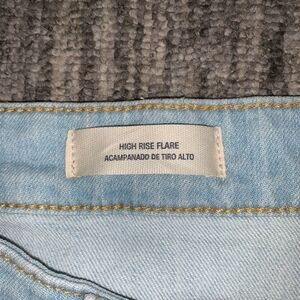 HIGH RISE FLARE
ACAMPANADO DE TIRO ALTO